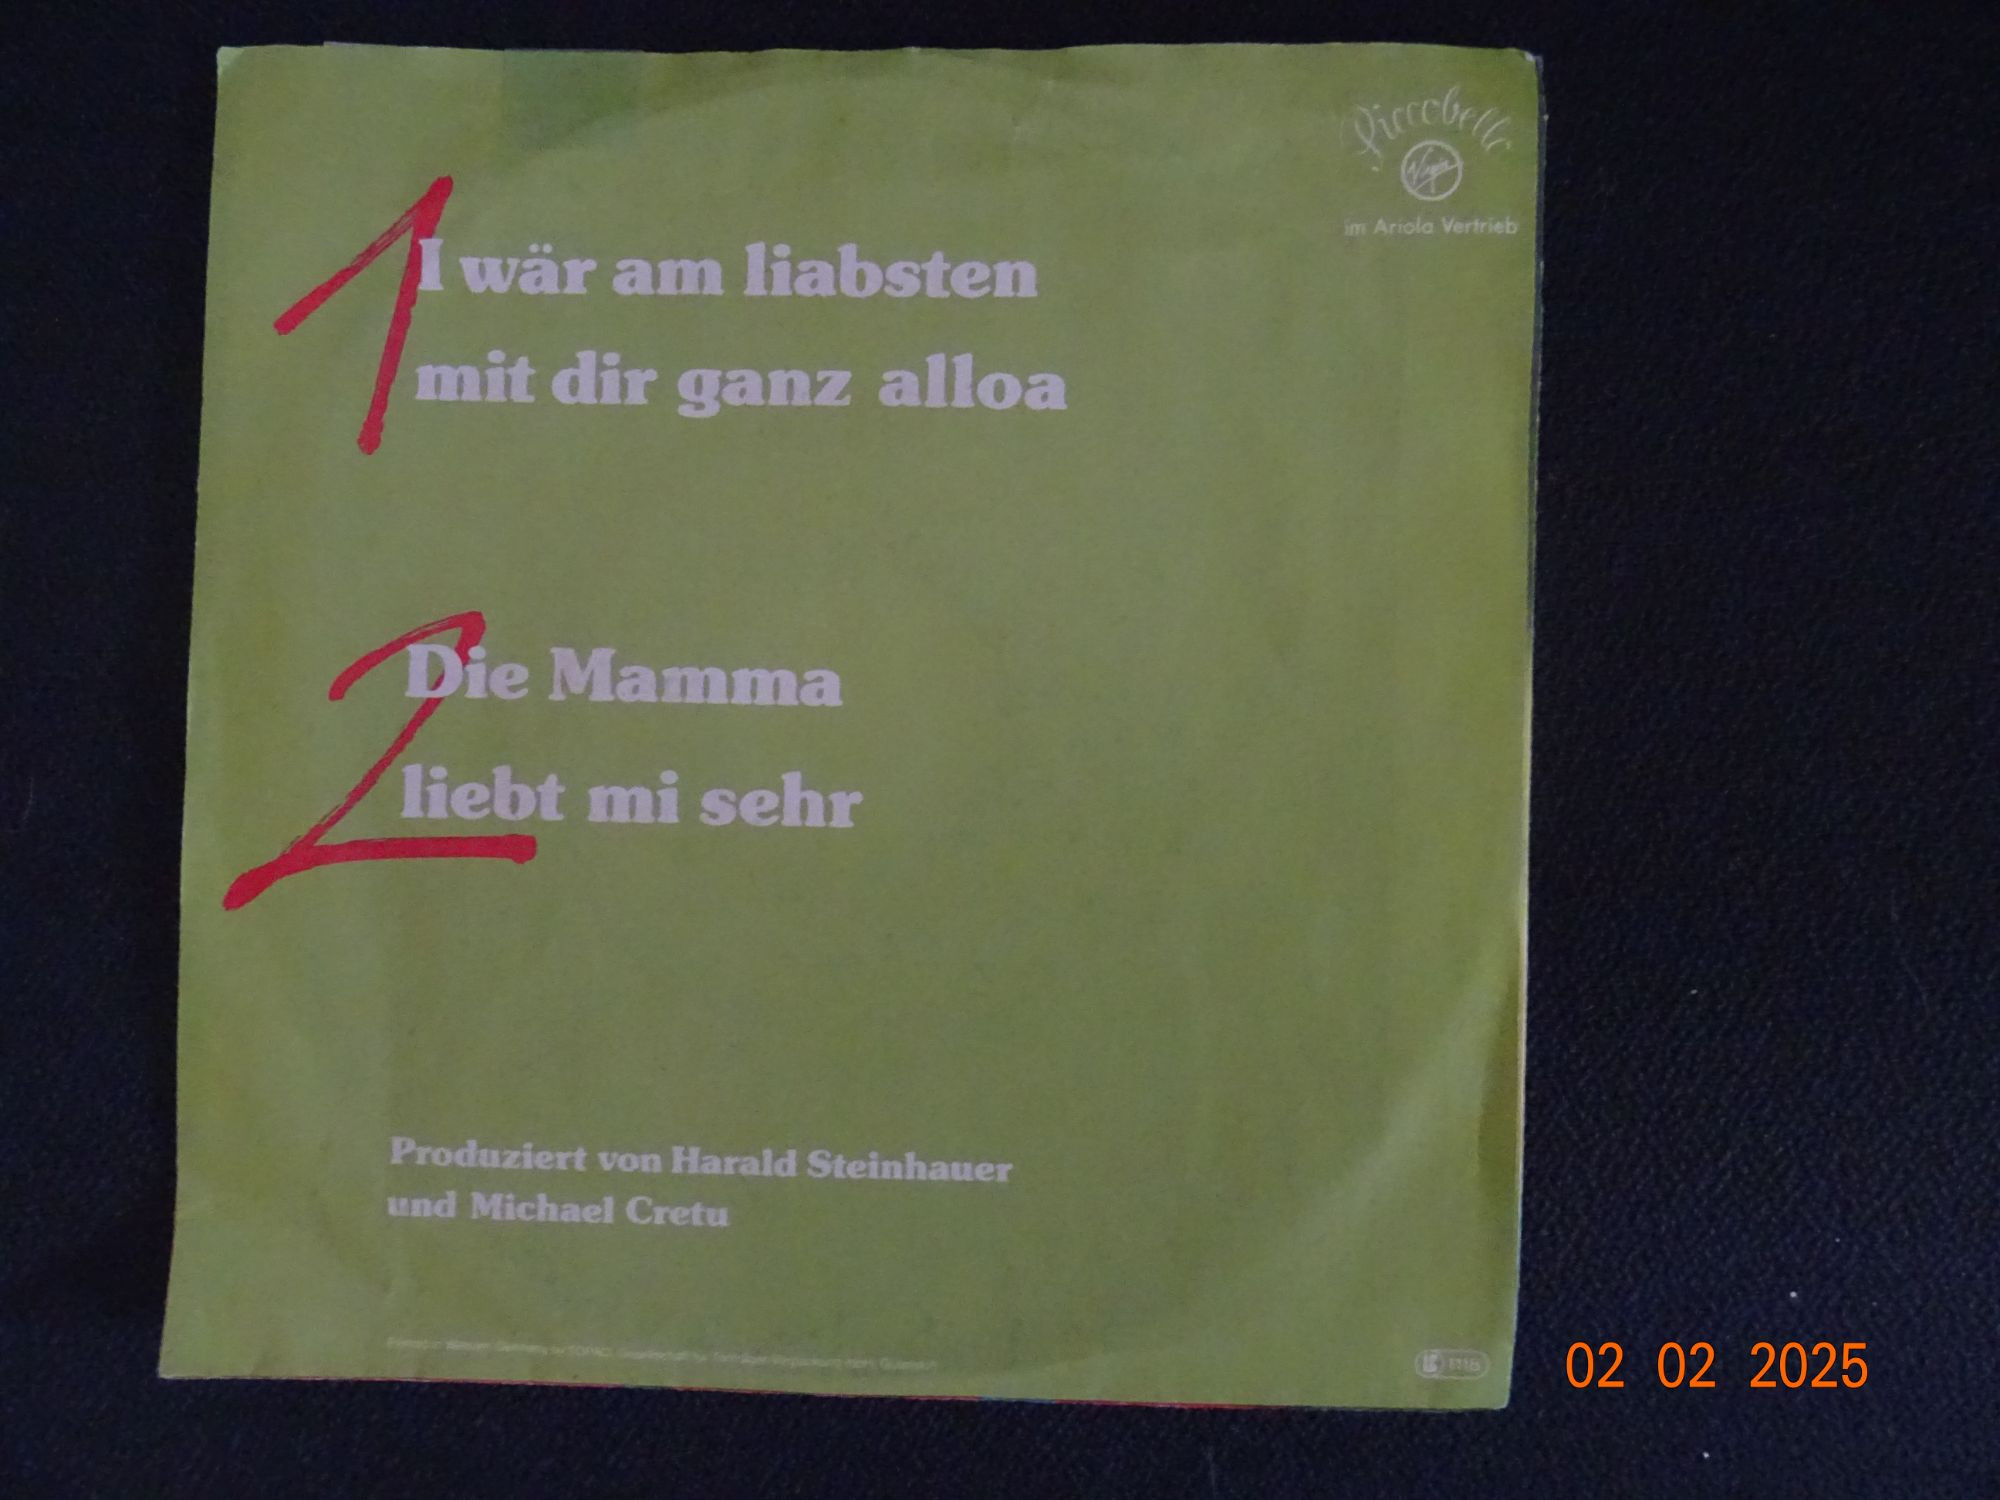 Piccobello
Virgin
im Ariola Vertrieb
1
I wär am liabsten
mit dir ganz alloa
2
Die Mamma
liebt mi sehr
Produziert von Harald Steinhauer
und Michael Cretu
02 02 2025